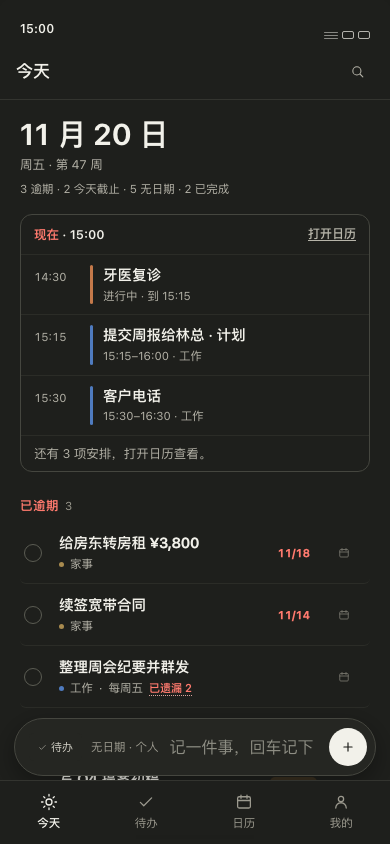 15:00
今天
11 月 20 日
周五 · 第 47 周
3 逾期 · 2 今天截止 · 5 无日期 · 2 已完成
现在 · 15:00 打开日历
14:30 牙医复诊
进行中 · 到 15:15
15:15 提交周报给林总 · 计划
15:15–16:00 · 工作
15:30 客户电话
15:30–16:30 · 工作
还有 3 项安排，打开日历查看。
已逾期 3
给房东转房租 ¥3,800 11/18
家事
续签宽带合同 11/14
家事
整理周会纪要并群发
工作 · 每周五 已遗漏 2
待办 无日期 · 个人 记一件事，回车记下
今天 待办 日历 我的